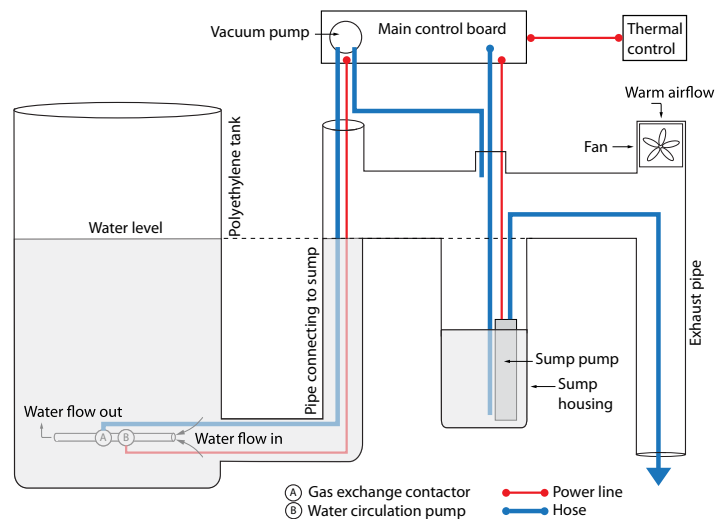 Vacuum pump
Main control board
Thermal
control
Warm airflow
Fan
Polyethylene tank
Water level
Pipe connecting to sump
Exhaust pipe
Sump pump
Sump
housing
Water flow out
A
B
Water flow in
A Gas exchange contactor
B Water circulation pump
Power line
Hose